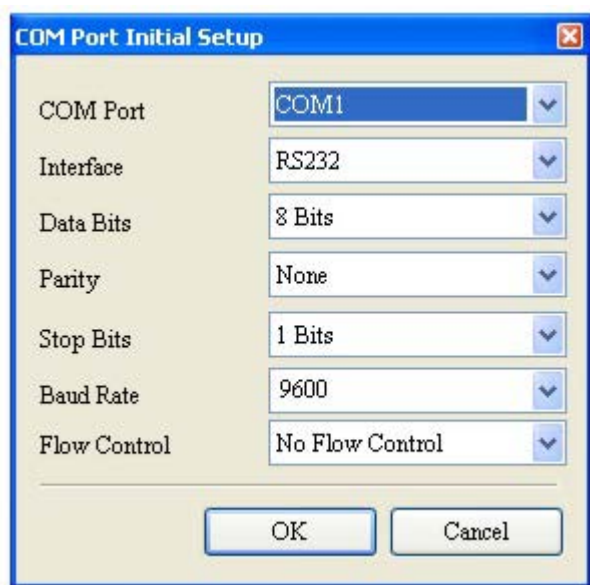 COM Port Initial Setup
COM Port COM1
Interface RS232
Data Bits 8 Bits
Parity None
Stop Bits 1 Bits
Baud Rate 9600
Flow Control No Flow Control
OK Cancel